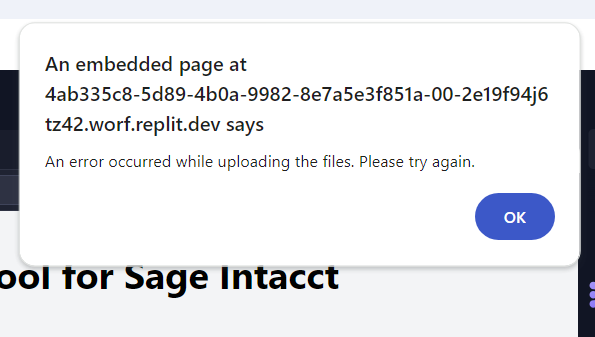 An embedded page at
4ab335c8-5d89-4b0a-9982-8e7a5e3f851a-00-2e19f94j6
tz42.worf.replit.dev says
An error occurred while uploading the files. Please try again.
OK
ool for Sage Intacct